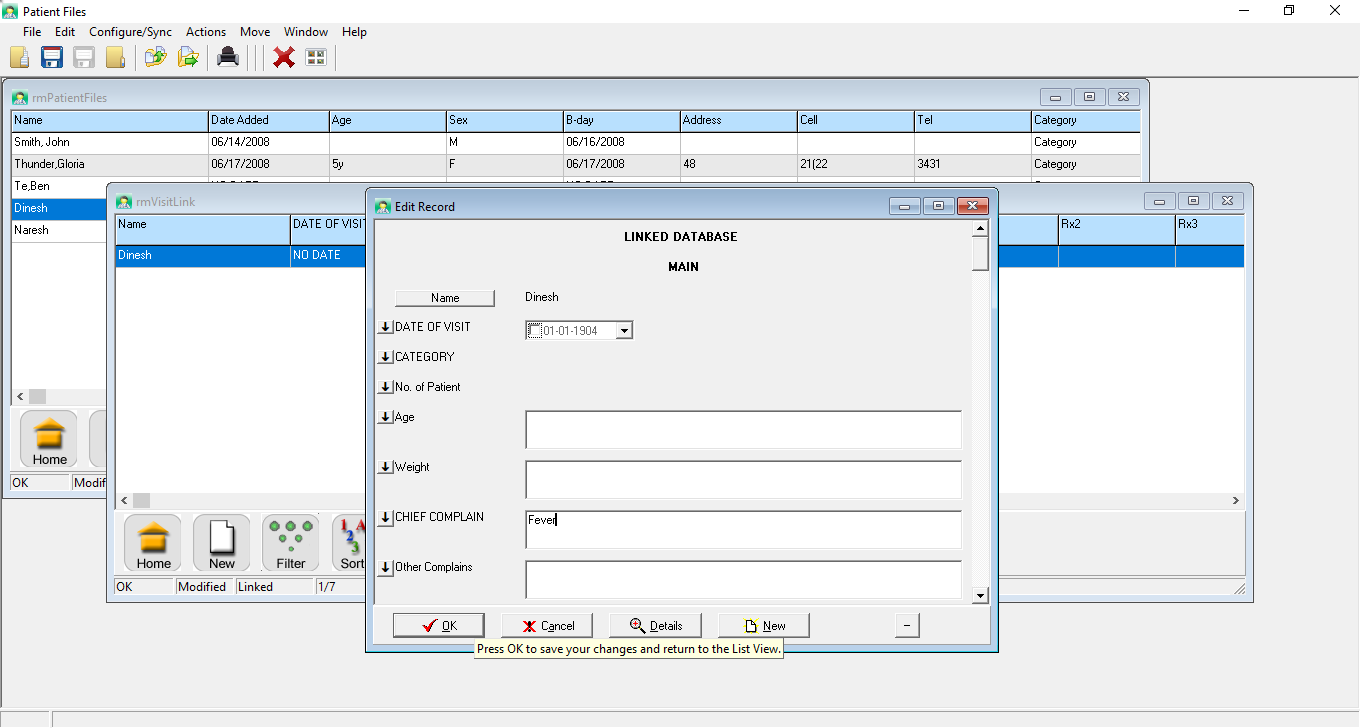 Patient Files
File Edit Configure/Sync Actions Move Window Help
rmPatientFiles
Name Date Added Age Sex B-day Address Cell Tel Category
Smith, John 06/14/2008 M 06/16/2008 Category
Thunder,Gloria 06/17/2008 5y F 06/17/2008 48 21(22 3431 Category
Te,Ben
Dinesh
Naresh
Home
OK Modif
rmVisitLink
Name DATE OF VISIT Rx2 Rx3
Dinesh NO DATE
Home New Filter Sort
OK Modified Linked 1/7
Edit Record
LINKED DATABASE
MAIN
Name Dinesh
DATE OF VISIT 01-01-1904
CATEGORY
No. of Patient
Age
Weight
CHIEF COMPLAIN Fever
Other Complains
OK Cancel Details New –
Press OK to save your changes and return to the List View.